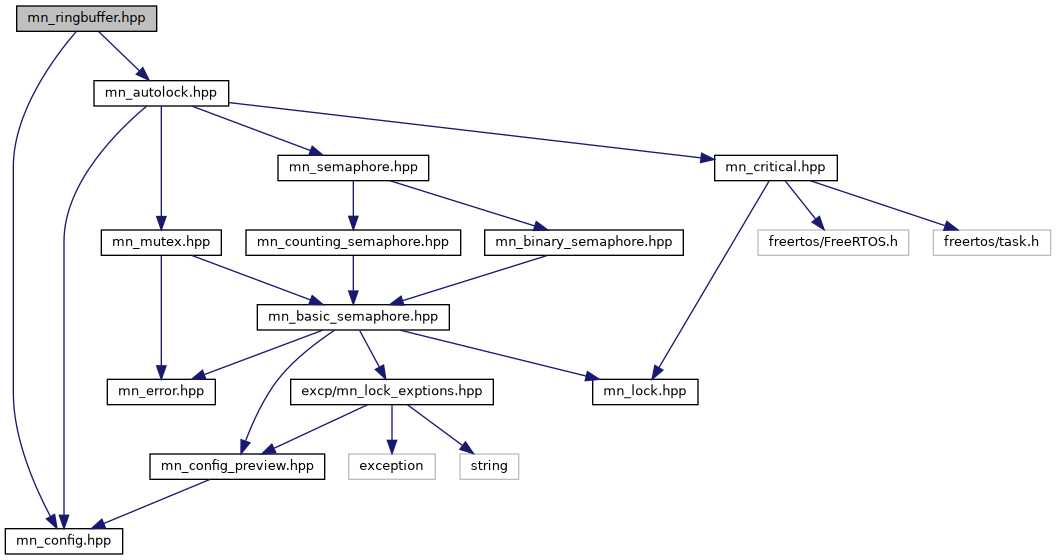 mn_ringbuffer.hpp
mn_autolock.hpp
mn_semaphore.hpp
mn_critical.hpp
mn_mutex.hpp
mn_counting_semaphore.hpp
mn_binary_semaphore.hpp
freertos/FreeRTOS.h
freertos/task.h
mn_basic_semaphore.hpp
mn_error.hpp
excp/mn_lock_exptions.hpp
mn_lock.hpp
mn_config_preview.hpp
exception
string
mn_config.hpp